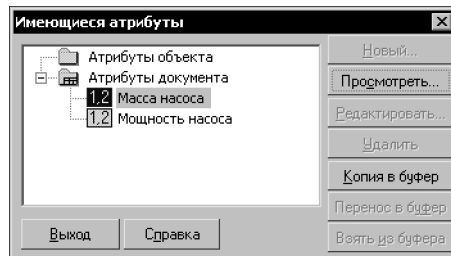 Имеющиеся атрибуты
Новый...
Атрибуты объекта
Просмотреть...
Атрибуты документа
1,2 Масса насоса
Редактировать...
1,2 Мощность насоса
Удалить
Копия в буфер
Перенос в буфер
Выход
Справка
Взять из буфера